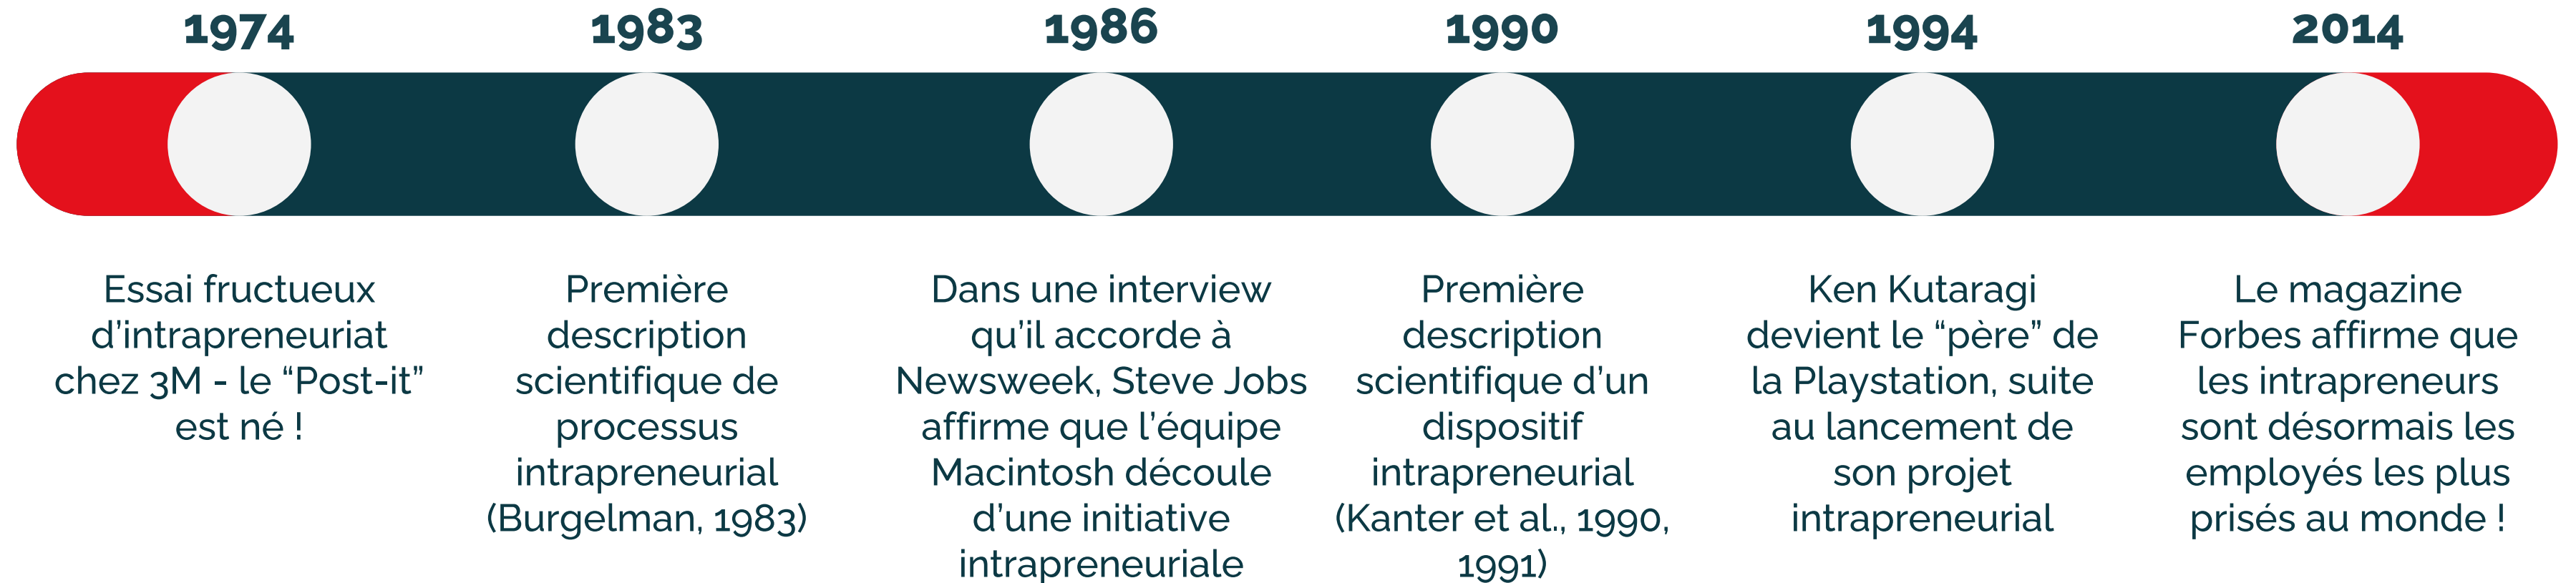 1974
Essai fructueux
d’intrapreneuriat
chez 3M - le “Post-it”
est né !
1983
Première
description
scientifique de
processus
intrapreneurial
(Burgelman, 1983)
1986
Dans une interview
qu’il accorde à
Newsweek, Steve Jobs
affirme que l’équipe
Macintosh découle
d’une initiative
intrapreneuriale
1990
Première
description
scientifique d’un
dispositif
intrapreneurial
(Kanter et al., 1990,
1991)
1994
Ken Kutaragi
devient le “père” de
la Playstation, suite
au lancement de
son projet
intrapreneurial
2014
Le magazine
Forbes affirme que
les intrapreneurs
sont désormais les
employés les plus
prisés au monde !